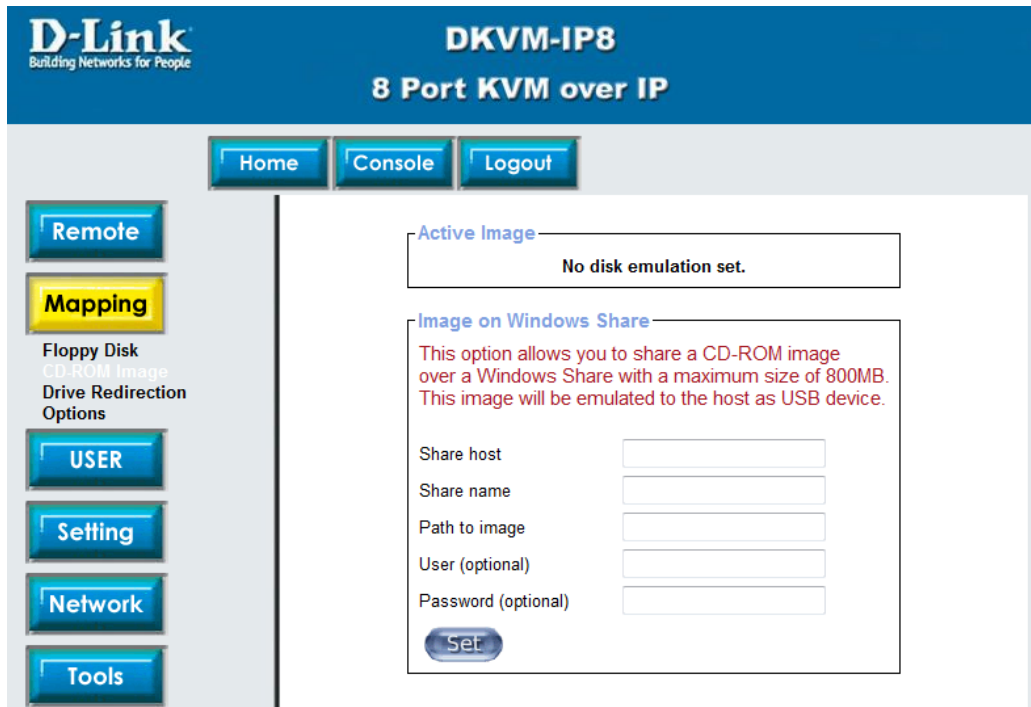 D-Link
Building Networks for People
DKVM-IP8
8 Port KVM over IP
Home
Console
Logout
Remote
Mapping
Floppy Disk
CD-ROM Image
Drive Redirection
Options
USER
Setting
Network
Tools
Active Image
No disk emulation set.
Image on Windows Share
This option allows you to share a CD-ROM image
over a Windows Share with a maximum size of 800MB.
This image will be emulated to the host as USB device.
Share host
Share name
Path to image
User (optional)
Password (optional)
Set